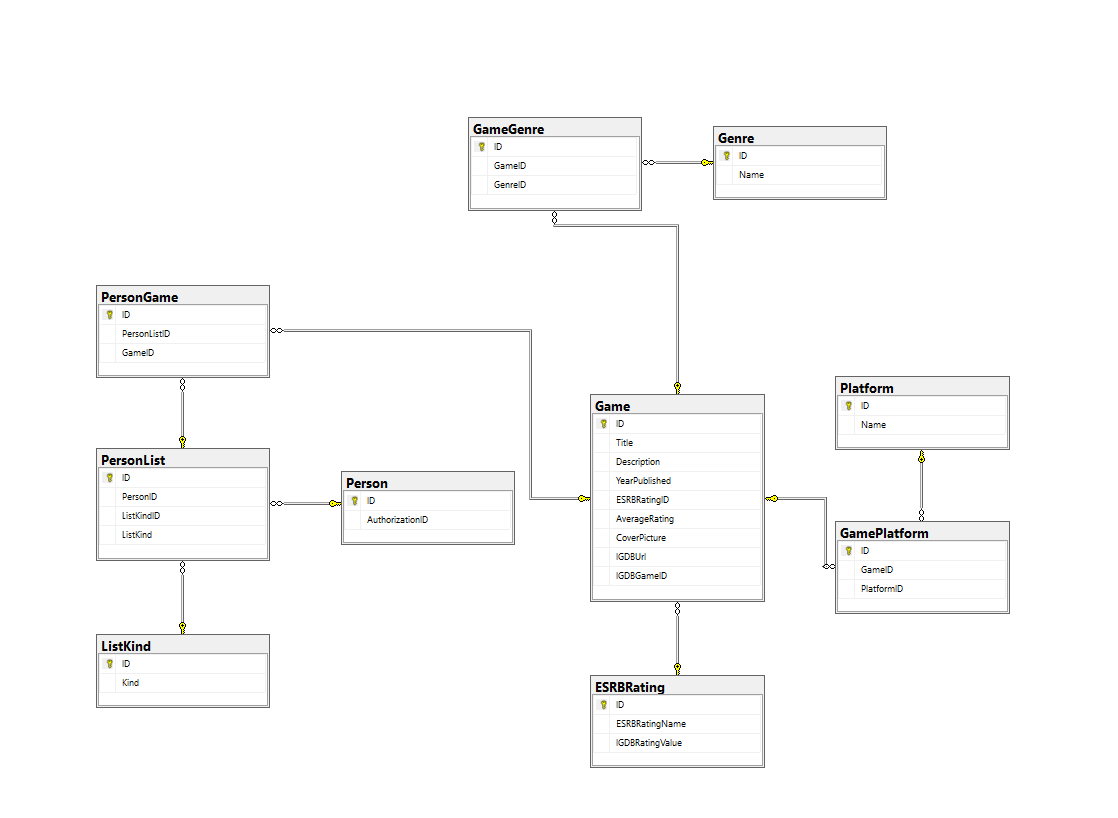 GameGenre
ID
GameID
GenreID
Genre
ID
Name
PersonGame
ID
PersonListID
GameID
PersonList
ID
PersonID
ListKindID
ListKind
Person
ID
AuthorizationID
ListKind
ID
Kind
Game
ID
Title
Description
YearPublished
ESRBRatingID
AverageRating
CoverPicture
IGDBUrl
IGDBGameID
Platform
ID
Name
GamePlatform
ID
GameID
PlatformID
ESRBRating
ID
ESRBRatingName
IGDBRatingValue